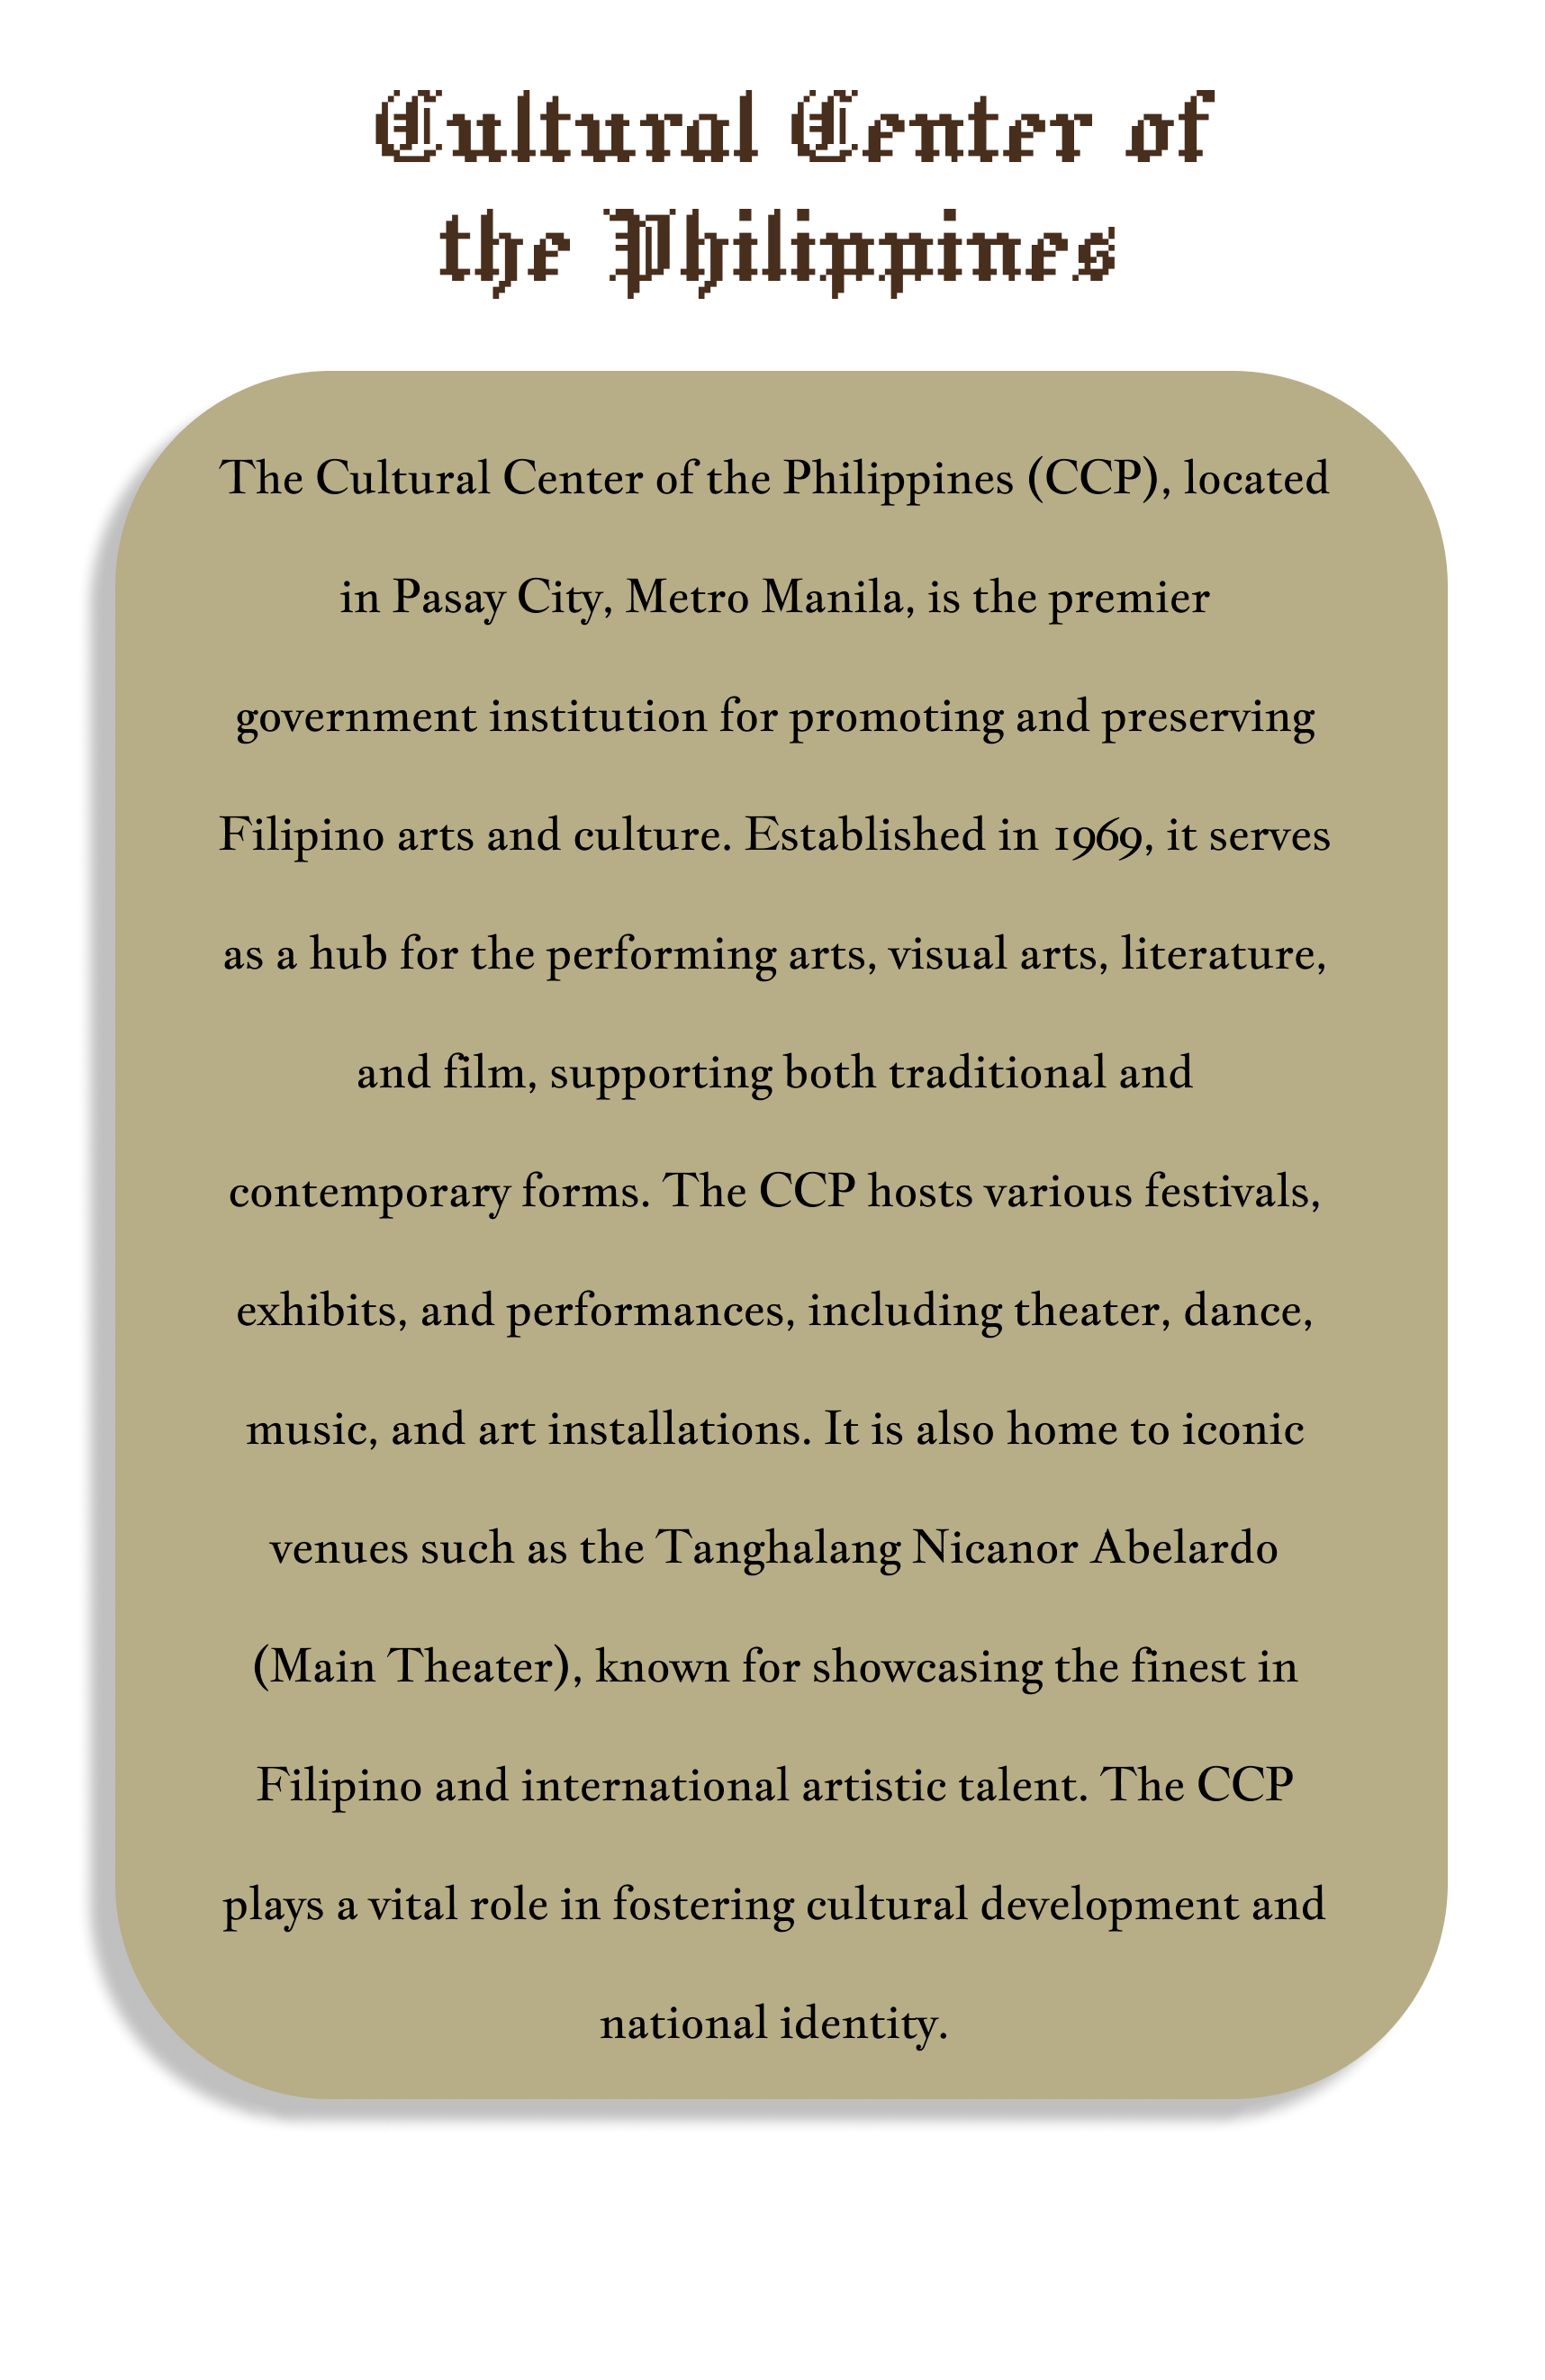 Cultural Center of
the Philippines
The Cultural Center of the Philippines (CCP), located
in Pasay City, Metro Manila, is the premier
government institution for promoting and preserving
Filipino arts and culture. Established in 1969, it serves
as a hub for the performing arts, visual arts, literature,
and film, supporting both traditional and
contemporary forms. The CCP hosts various festivals,
exhibits, and performances, including theater, dance,
music, and art installations. It is also home to iconic
venues such as the Tanghalang Nicanor Abelardo
(Main Theater), known for showcasing the finest in
Filipino and international artistic talent. The CCP
plays a vital role in fostering cultural development and
national identity.